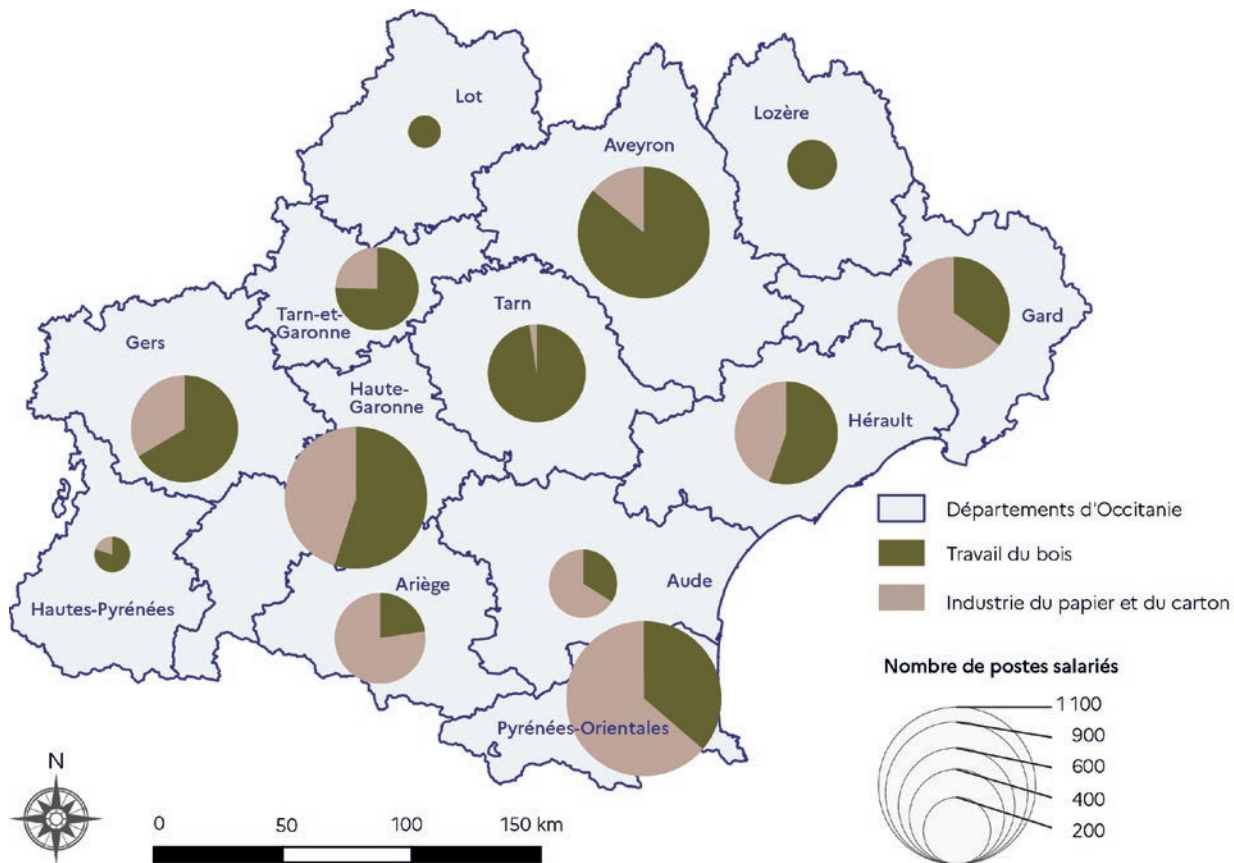 Lot
Lozère
Aveyron
Tarn-et-
Garonne
Tarn
Gard
Gers
Haute-
Garonne
Hérault
Départements d'Occitanie
Travail du bois
Industrie du papier et du carton
Hautes-Pyrénées
Ariège
Aude
Pyrénées-Orientales
Nombre de postes salariés
1 100
900
600
400
200
N
0 50 100 150 km